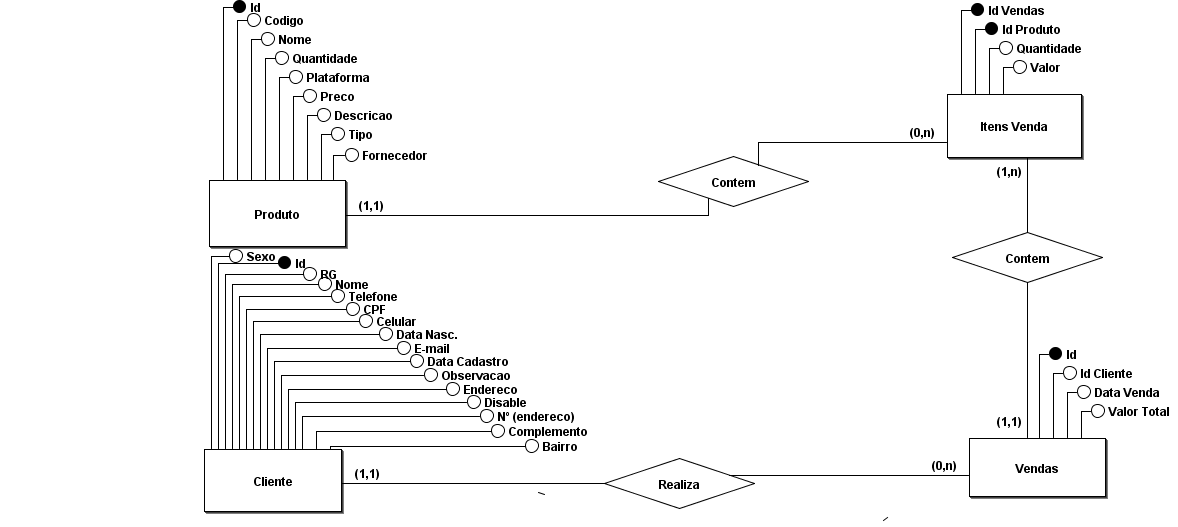 Id
Codigo
Nome
Quantidade
Plataforma
Preco
Descricao
Tipo
Fornecedor
Produto
(1,1)
Contem
(0,n)
Id Vendas
Id Produto
Quantidade
Valor
Itens Venda
(1,n)
Contem
(1,1)
Id
Id Cliente
Data Venda
Valor Total
Vendas
(0,n)
Realiza
(1,1)
Sexo
Id
RG
Nome
Telefone
CPF
Celular
Data Nasc.
E-mail
Data Cadastro
Observacao
Endereco
Disable
N° (endereco)
Complemento
Bairro
Cliente